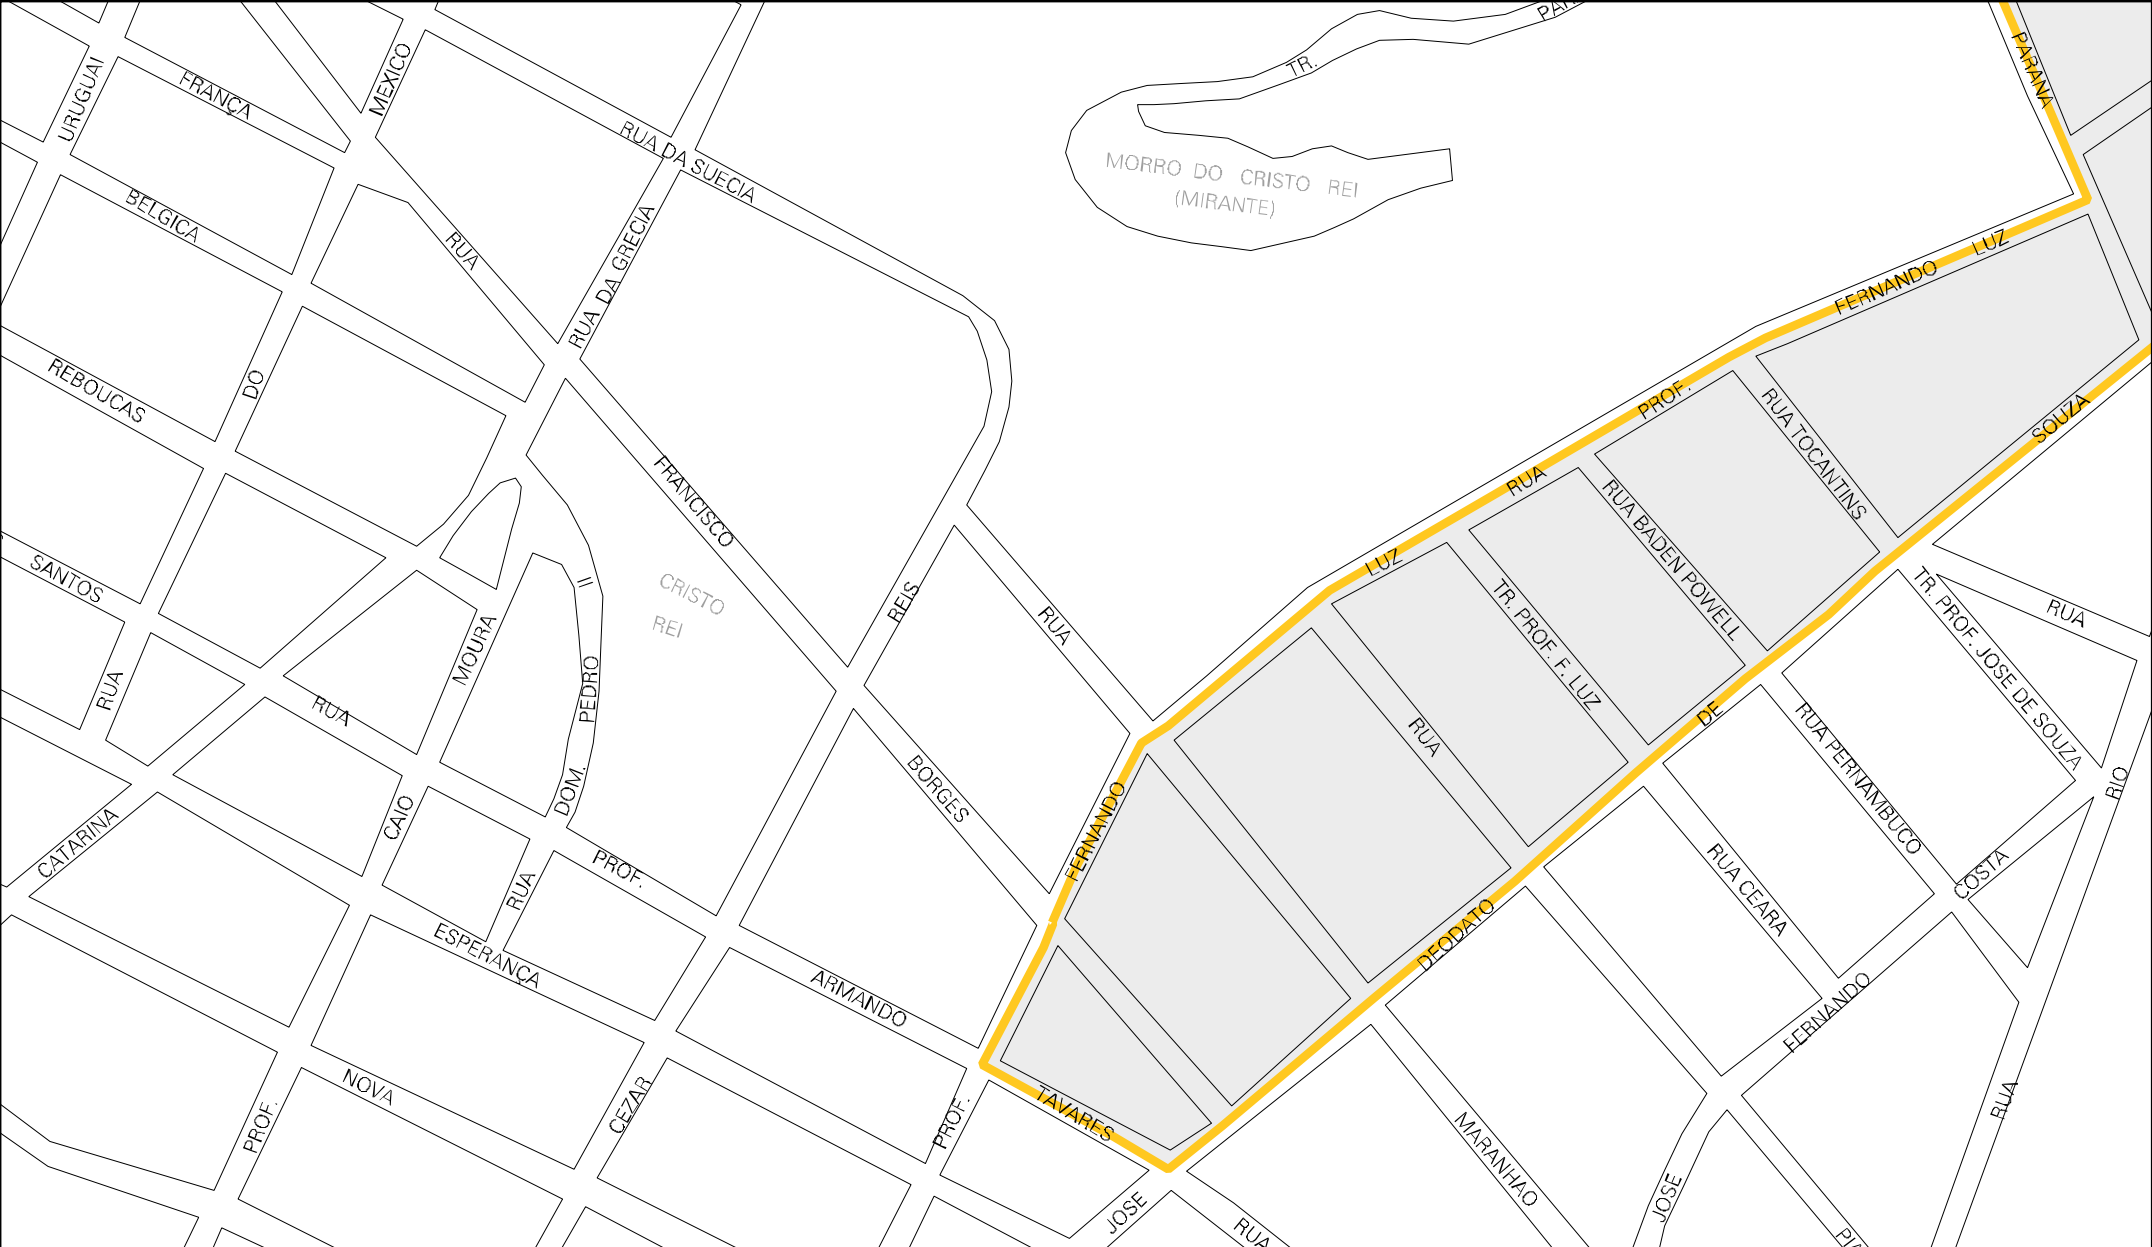 PARANA
TR.
MEXICO
URUGUAI
FRANÇA
RUA DA SUECIA
MORRO DO CRISTO REI
(MIRANTE)
BELGICA
RUA
RUA DA GRECIA
FERNANDO LUZ
DO
REBOUCAS
PROF.
RUA TOCANTINS
SOUZA
FRANCISCO
RUA
RUA BADEN POWELL
LUZ
SANTOS
II
CRISTO
REI
REIS
RUA
TR. PROF. F. LUZ
TR. PROF. JOSE DE SOUZA
RUA
MOURA
PEDRO
RUA
RUA
DE
RUA
RUA PERNAMBUCO
DOM.
BORGES
FERNANDO
RIO
CAIO
CATARINA
PROF.
RUA
RUA CEARA
COSTA
ESPERANÇA
DEODATO
ARMANDO
FERNANDO
NOVA
CEZAR
TAVARES
PROF.
PROF.
RUA
MARANHAO
JOSE
JOSE
RUA